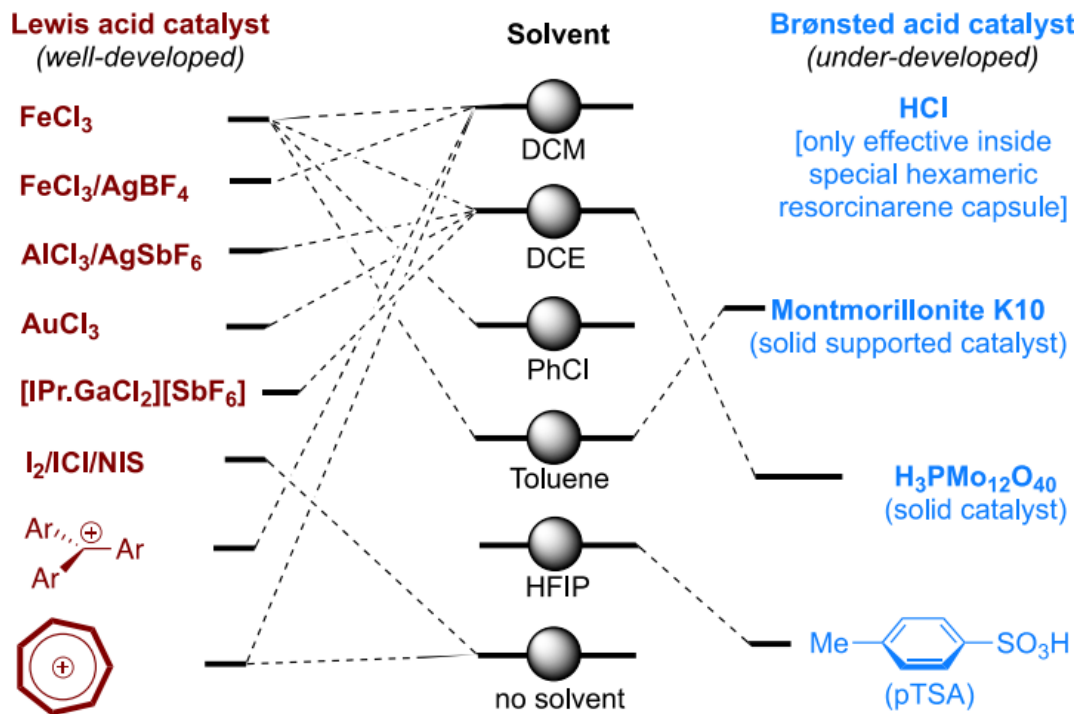 Lewis acid catalyst
(well-developed)
FeCl₃
FeCl₃/AgBF₄
AlCl₃/AgSbF₆
AuCl₃
[IPr.GaCl₂][SbF₆]
I₂/ICl/NIS
Ar
⊕
Ar
Ar
⊕
Solvent
DCM
DCE
PhCl
Toluene
HFIP
no solvent
Brønsted acid catalyst
(under-developed)
HCl
[only effective inside
special hexameric
resorcinarene capsule]
Montmorillonite K10
(solid supported catalyst)
H₃PMo₁₂O₄₀
(solid catalyst)
Me
SO₃H
(pTSA)